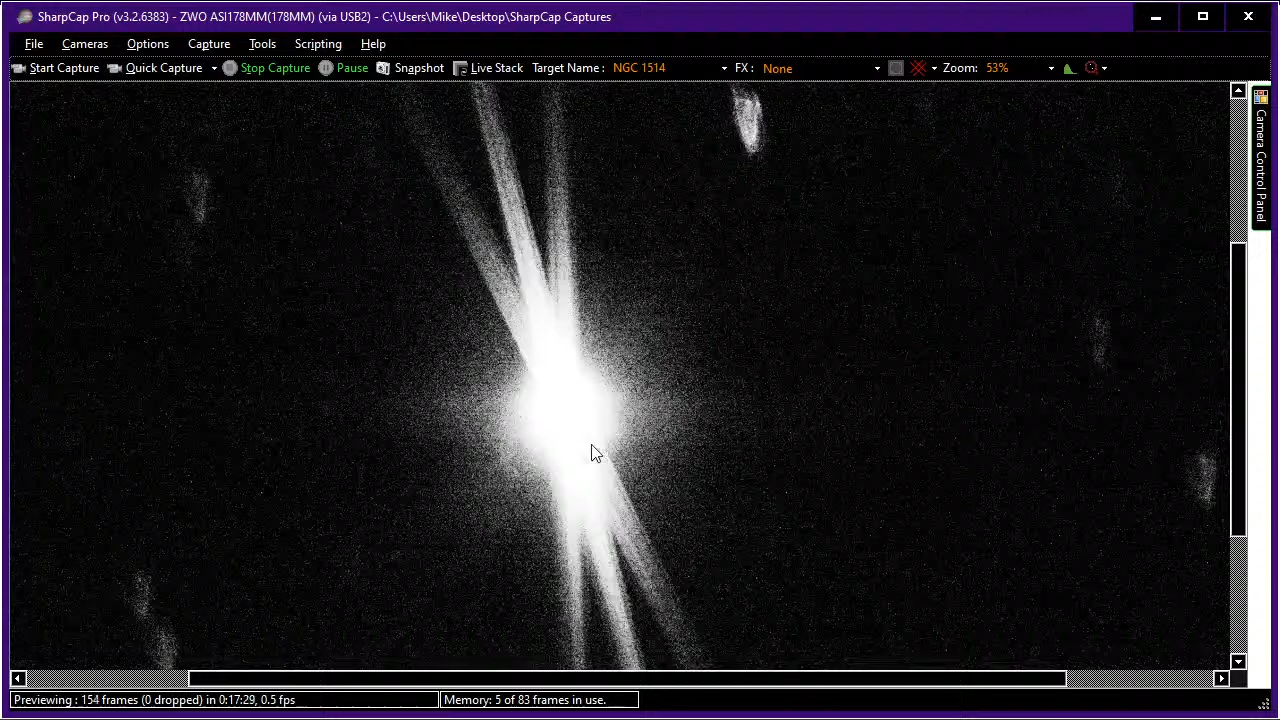 SharpCap Pro (v3.2.6383) - ZWO ASI178MM(178MM) (via USB2) - C:\Users\Mike\Desktop\SharpCap Captures
File Cameras Options Capture Tools Scripting Help
Start Capture Quick Capture Stop Capture Pause Snapshot Live Stack Target Name : NGC 1514 FX : None Zoom: 53%
Camera Control Panel
Previewing : 154 frames (0 dropped) in 0:17:29, 0.5 fps Memory: 5 of 83 frames in use.